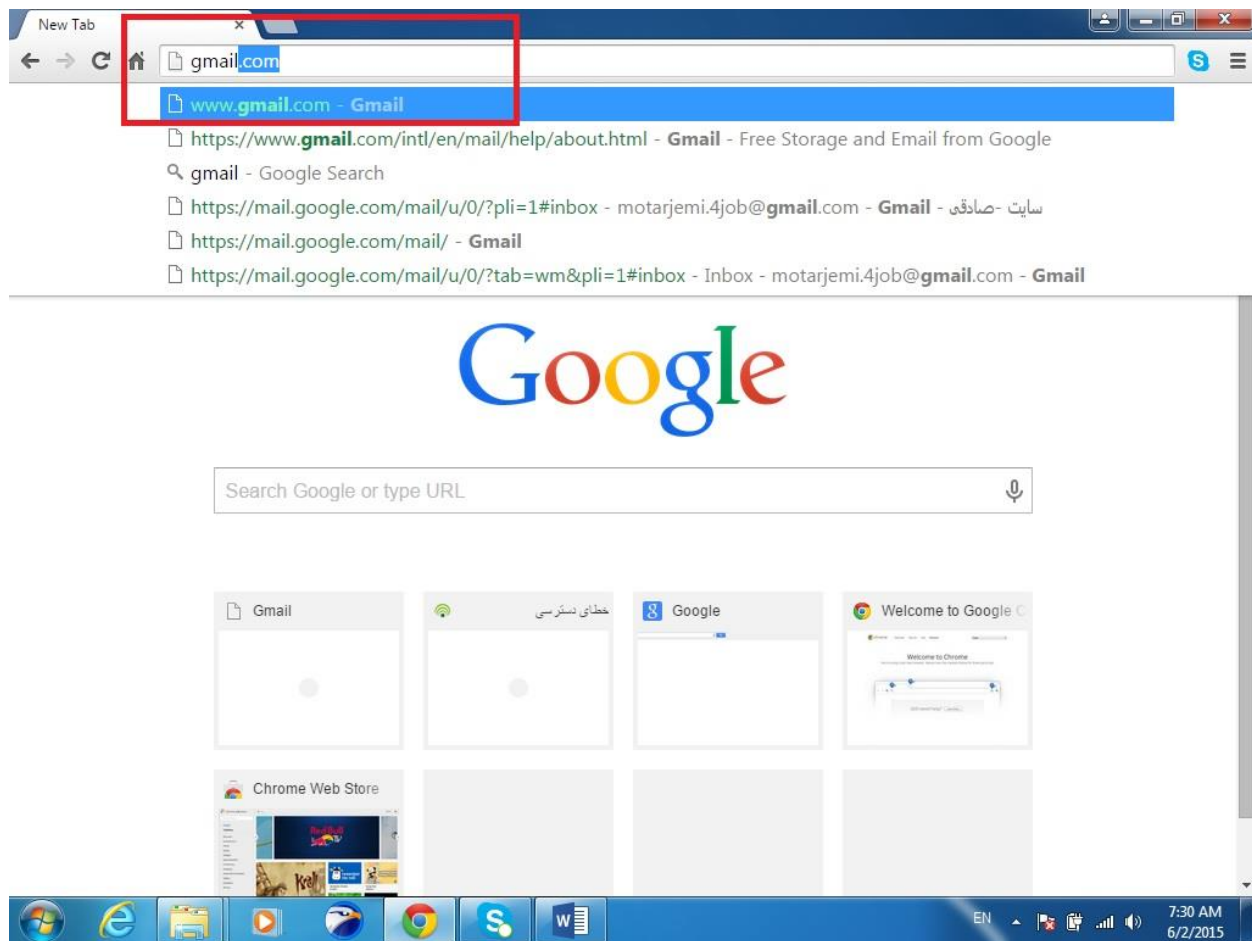 New Tab
gmail.com
www.gmail.com - Gmail
https://www.gmail.com/intl/en/mail/help/about.html - Gmail - Free Storage and Email from Google
gmail - Google Search
https://mail.google.com/mail/u/0/?pli=1#inbox - motarjemi.4job@gmail.com - Gmail - سایت -صادقی
https://mail.google.com/mail/ - Gmail
https://mail.google.com/mail/u/0/?tab=wm&pli=1#inbox - Inbox - motarjemi.4job@gmail.com - Gmail
Google
Search Google or type URL
Gmail
خطای دسترسی
Google
Welcome to Google C
Welcome to Chrome
Chrome Web Store
Red Bull
TV
EN
7:30 AM
6/2/2015